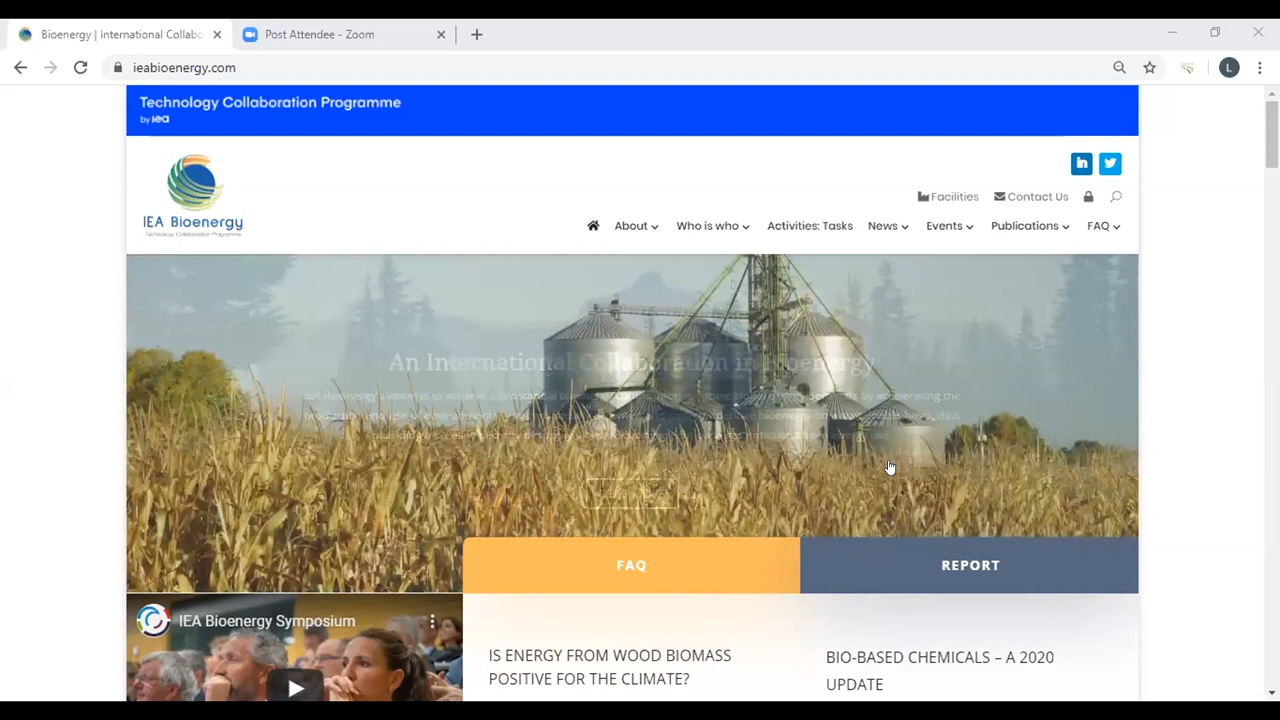 Bioenergy | International Collabo
Post Attendee - Zoom
ieabioenergy.com
L
Technology Collaboration Programme
by iea
IEA Bioenergy
Technology Collaboration Programme
in
Facilities
Contact Us
About
Who is who
Activities: Tasks
News
Events
Publications
FAQ
An International Collaboration in Bioenergy
FAQ
REPORT
IEA Bioenergy Symposium
IS ENERGY FROM WOOD BIOMASS
POSITIVE FOR THE CLIMATE?
BIO-BASED CHEMICALS – A 2020
UPDATE